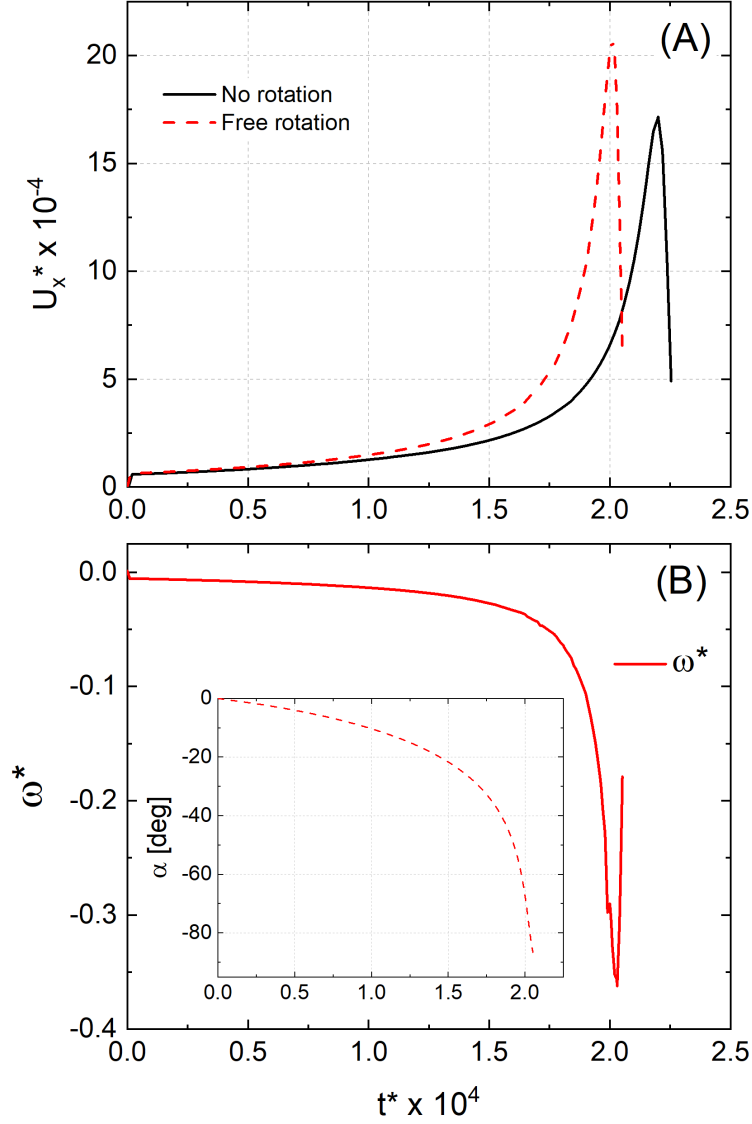 (A)
20
15
10
5
0
U_x* x 10^-4
No rotation
Free rotation
0.0 0.5 1.0 1.5 2.0 2.5
(B)
0.0
-0.1
-0.2
-0.3
-0.4
ω*
ω*
0
-20
-40
-60
-80
α [deg]
0.0 0.5 1.0 1.5 2.0
0.0 0.5 1.0 1.5 2.0 2.5
t* x 10^4